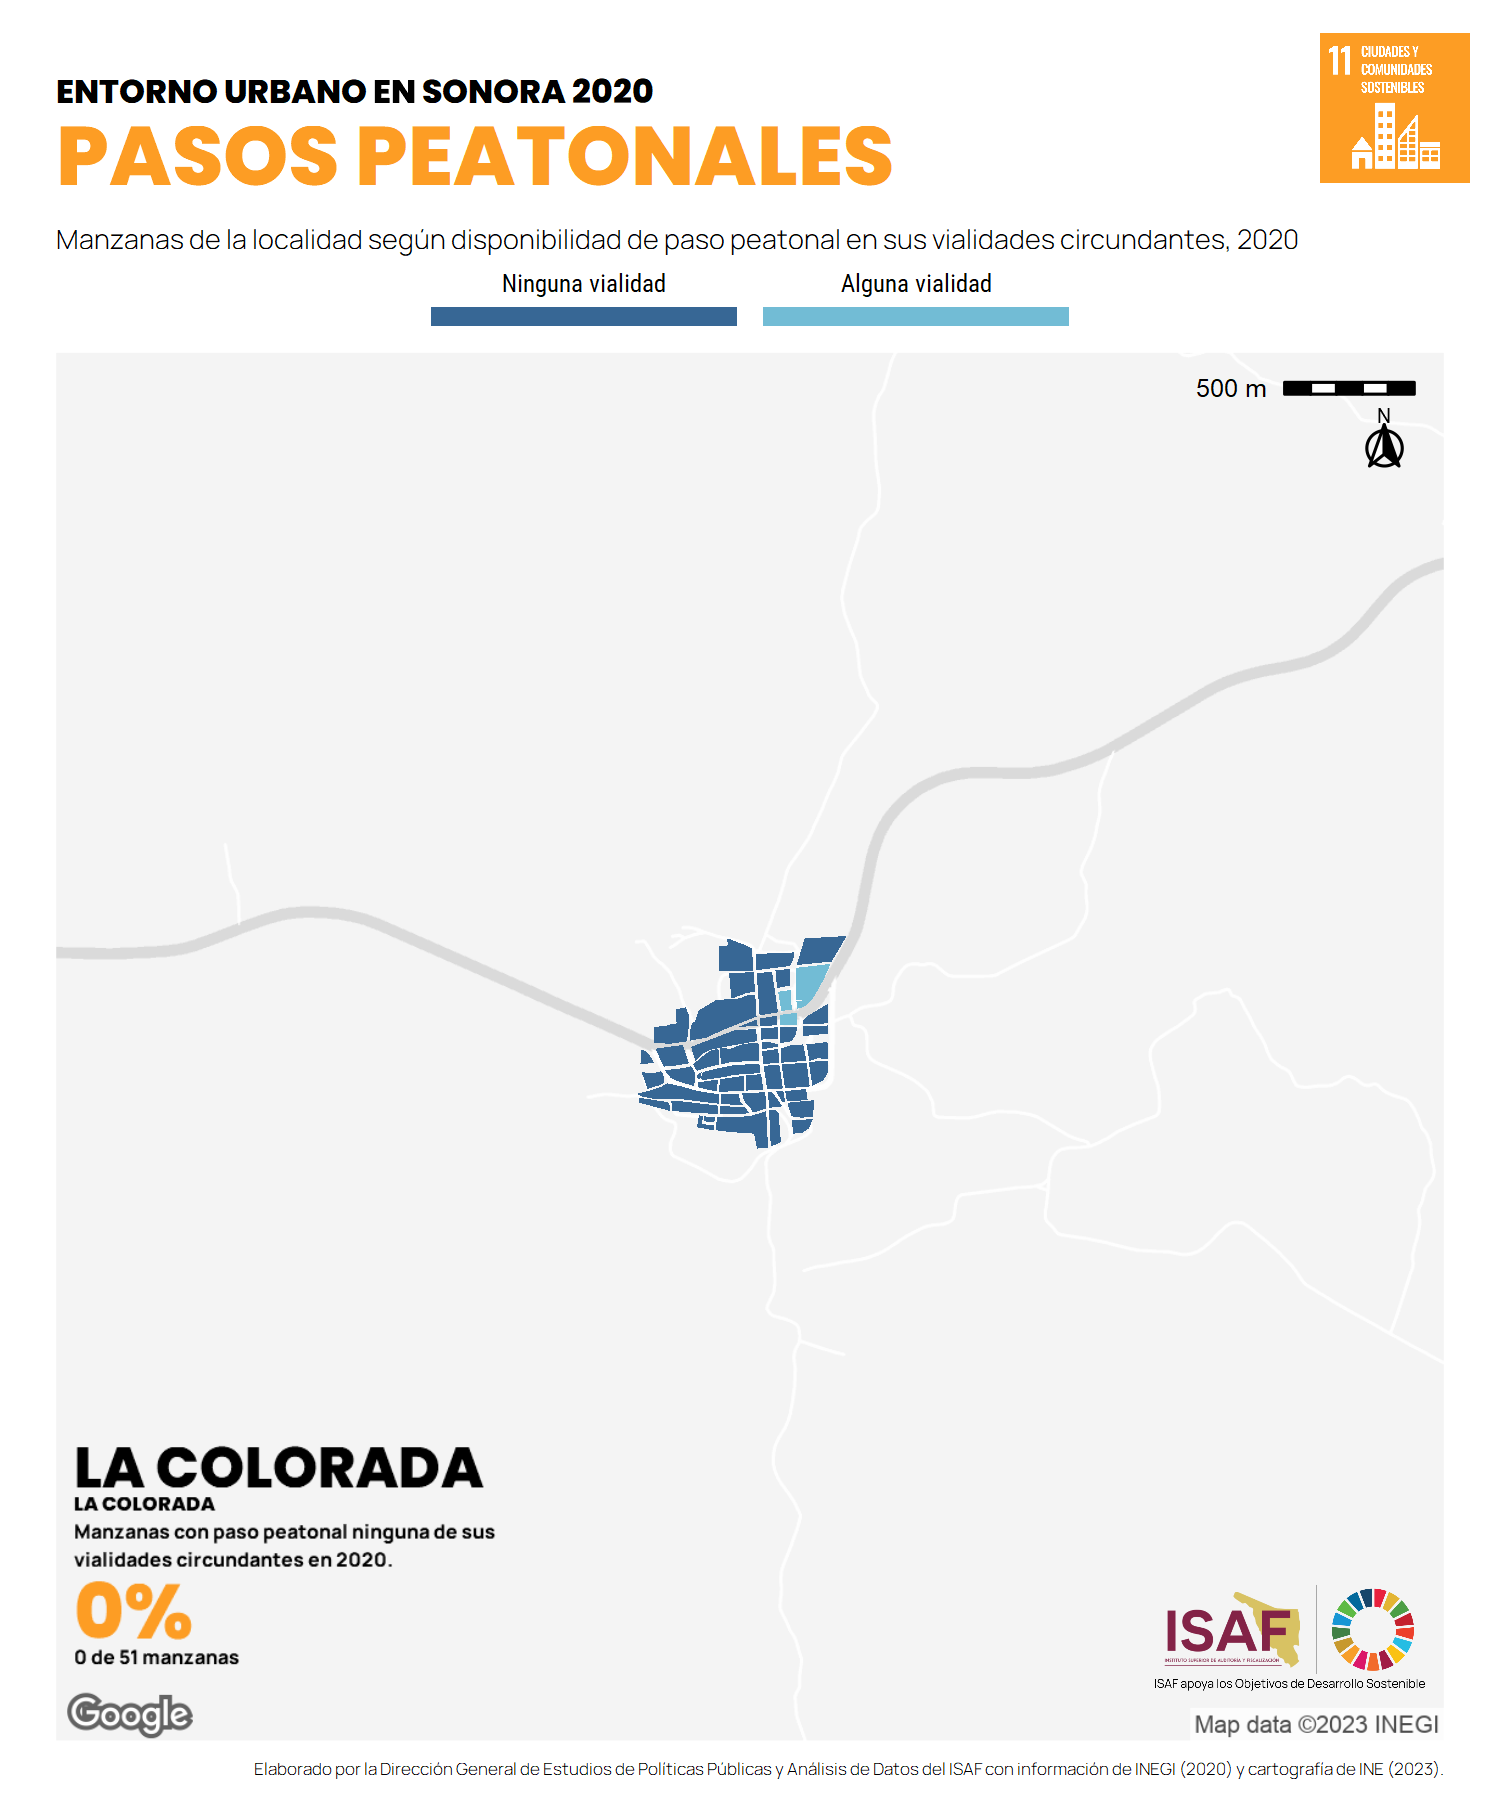 ENTORNO URBANO EN SONORA 2020
PASOS PEATONALES
11 CIUDADES Y
COMUNIDADES
SOSTENIBLES
Manzanas de la localidad según disponibilidad de paso peatonal en sus vialidades circundantes, 2020
Ninguna vialidad
Alguna vialidad
500 m
N
LA COLORADA
LA COLORADA
Manzanas con paso peatonal ninguna de sus
vialidades circundantes en 2020.
0%
0 de 51 manzanas
Google
ISAF
INSTITUTO SUPERIOR DE AUDITORÍA Y FISCALIZACIÓN
ISAF apoya los Objetivos de Desarrollo Sostenible
Map data ©2023 INEGI
Elaborado por la Dirección General de Estudios de Políticas Públicas y Análisis de Datos del ISAF con información de INEGI (2020) y cartografía de INE (2023).